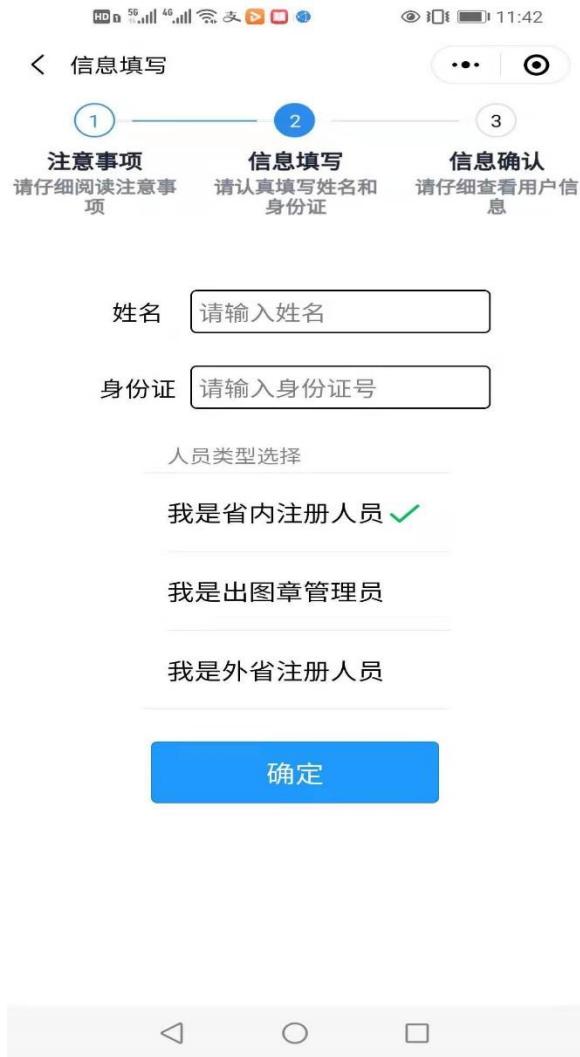 HD 5G 4G 支 11:42
信息填写
1 2 3
注意事项 信息填写 信息确认
请仔细阅读注意事 请认真填写姓名和 请仔细查看用户信
项 身份证 息
姓名 请输入姓名
身份证 请输入身份证号
人员类型选择
我是省内注册人员
我是出图章管理员
我是外省注册人员
确定